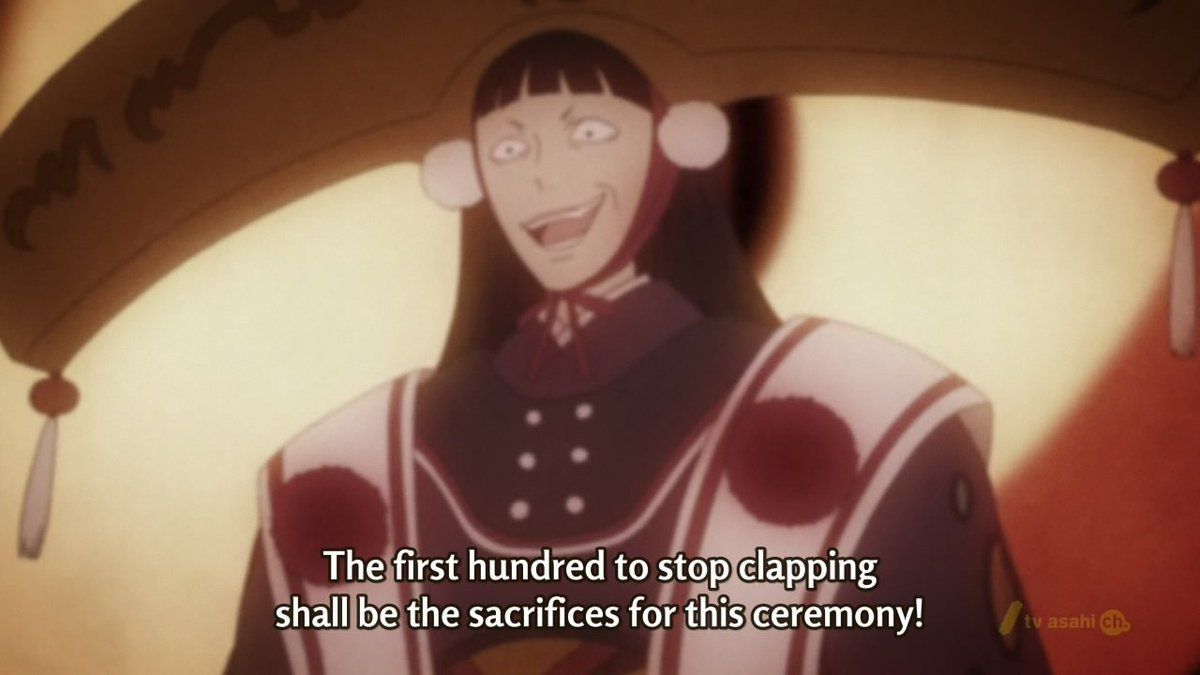 The first hundred to stop clapping
shall be the sacrifices for this ceremony!
tv asahi ch.